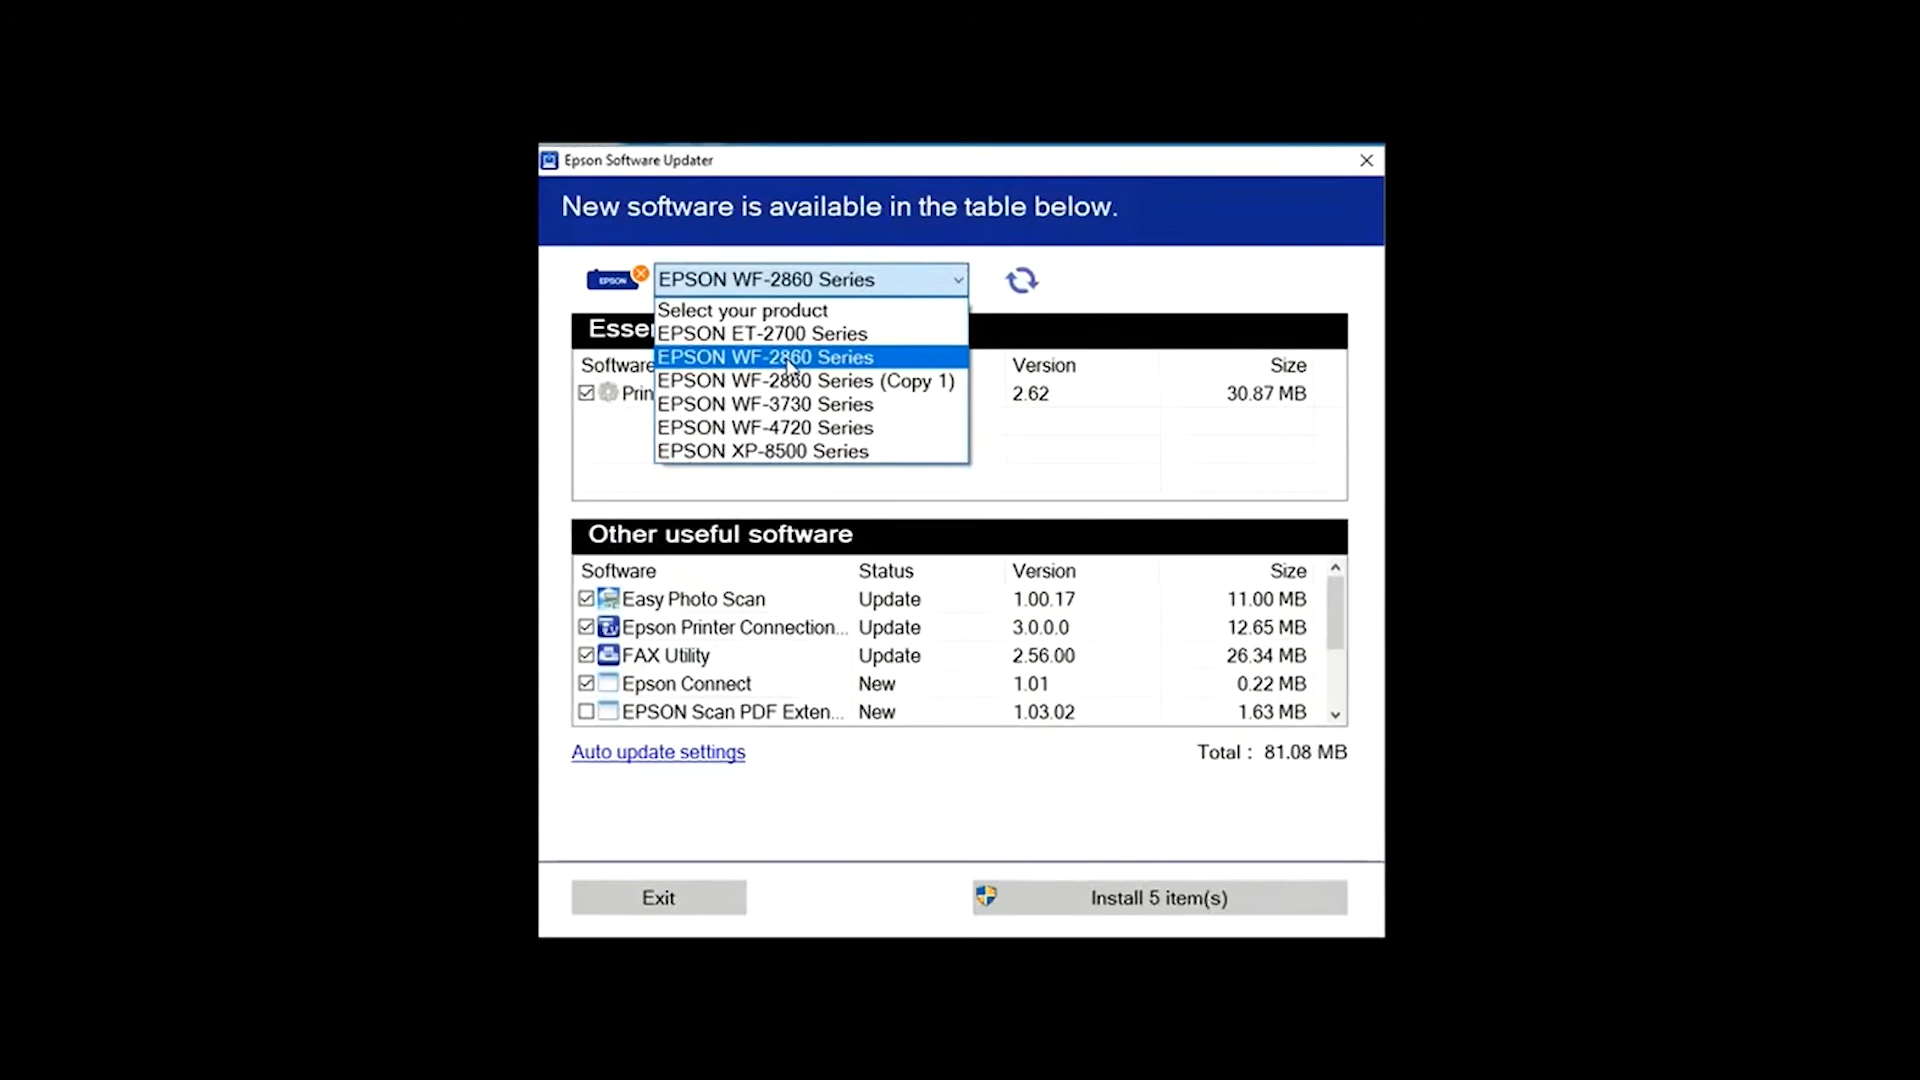 Epson Software Updater
New software is available in the table below.
EPSON
EPSON WF-2860 Series
Select your product
EPSON ET-2700 Series
EPSON WF-2860 Series
EPSON WF-2860 Series (Copy 1)
EPSON WF-3730 Series
EPSON WF-4720 Series
EPSON XP-8500 Series
Esse
Software Version Size
Prin 2.62 30.87 MB
Other useful software
Software Status Version Size
Easy Photo Scan Update 1.00.17 11.00 MB
Epson Printer Connection... Update 3.0.0.0 12.65 MB
FAX Utility Update 2.56.00 26.34 MB
Epson Connect New 1.01 0.22 MB
EPSON Scan PDF Exten... New 1.03.02 1.63 MB
Auto update settings Total : 81.08 MB
Exit Install 5 item(s)